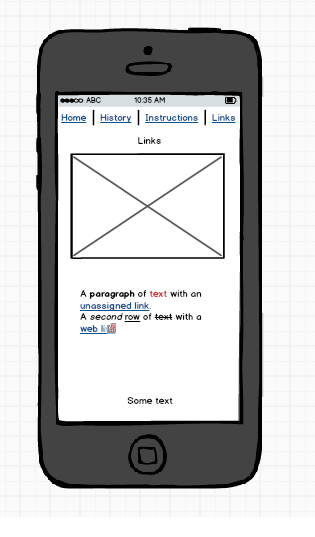 ABC 10:35 AM
Home History Instructions Links
Links
A paragraph of text with an
unassigned link.
A second row of text with a
web
Some text